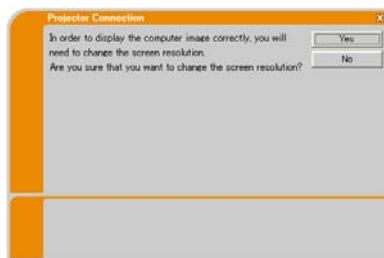 Projector Connection
In order to display the computer image correctly, you will
need to change the screen resolution.
Are you sure that you want to change the screen resolution?
Yes
No